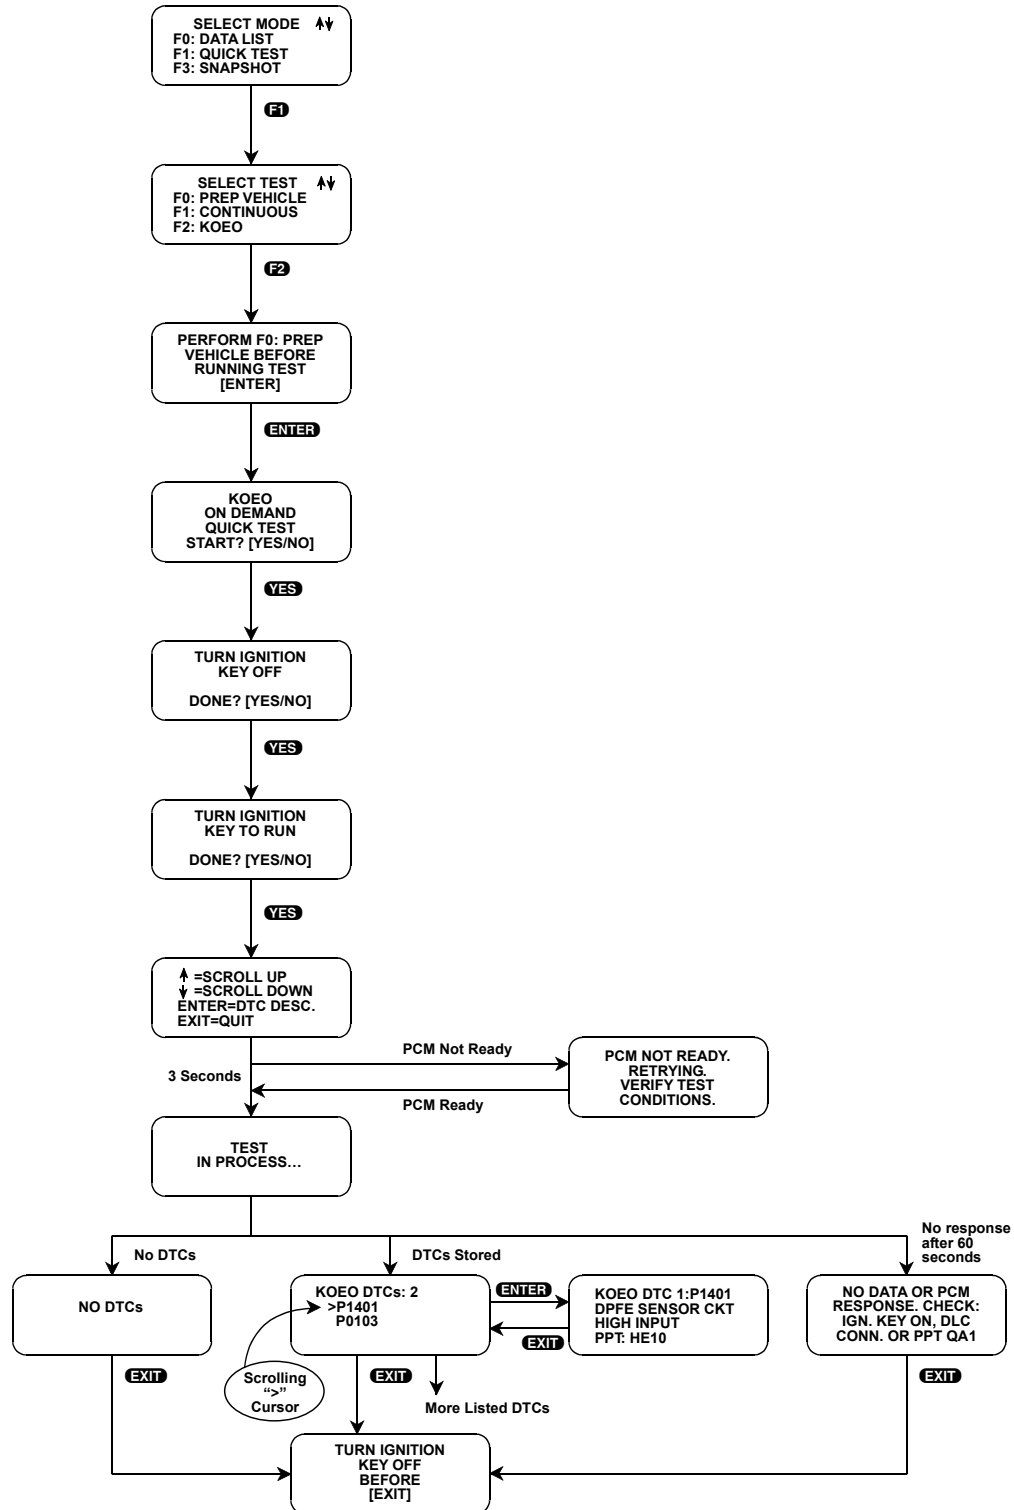 SELECT MODE
F0: DATA LIST
F1: QUICK TEST
F3: SNAPSHOT
F1
SELECT TEST
F0: PREP VEHICLE
F1: CONTINUOUS
F2: KOEO
F2
PERFORM F0: PREP
VEHICLE BEFORE
RUNNING TEST
[ENTER]
ENTER
KOEO
ON DEMAND
QUICK TEST
START? [YES/NO]
YES
TURN IGNITION
KEY OFF
DONE? [YES/NO]
YES
TURN IGNITION
KEY TO RUN
DONE? [YES/NO]
YES
=SCROLL UP
=SCROLL DOWN
ENTER=DTC DESC.
EXIT=QUIT
PCM Not Ready
PCM NOT READY.
RETRYING.
VERIFY TEST
CONDITIONS.
3 Seconds
PCM Ready
TEST
IN PROCESS...
No DTCs
DTCs Stored
No response
after 60
seconds
NO DTCs
KOEO DTCs: 2
>P1401
P0103
ENTER
EXIT
KOEO DTC 1:P1401
DPFE SENSOR CKT
HIGH INPUT
PPT: HE10
NO DATA OR PCM
RESPONSE. CHECK:
IGN. KEY ON, DLC
CONN. OR PPT QA1
EXIT
Scrolling
“>”
Cursor
EXIT
More Listed DTCs
EXIT
TURN IGNITION
KEY OFF
BEFORE
[EXIT]